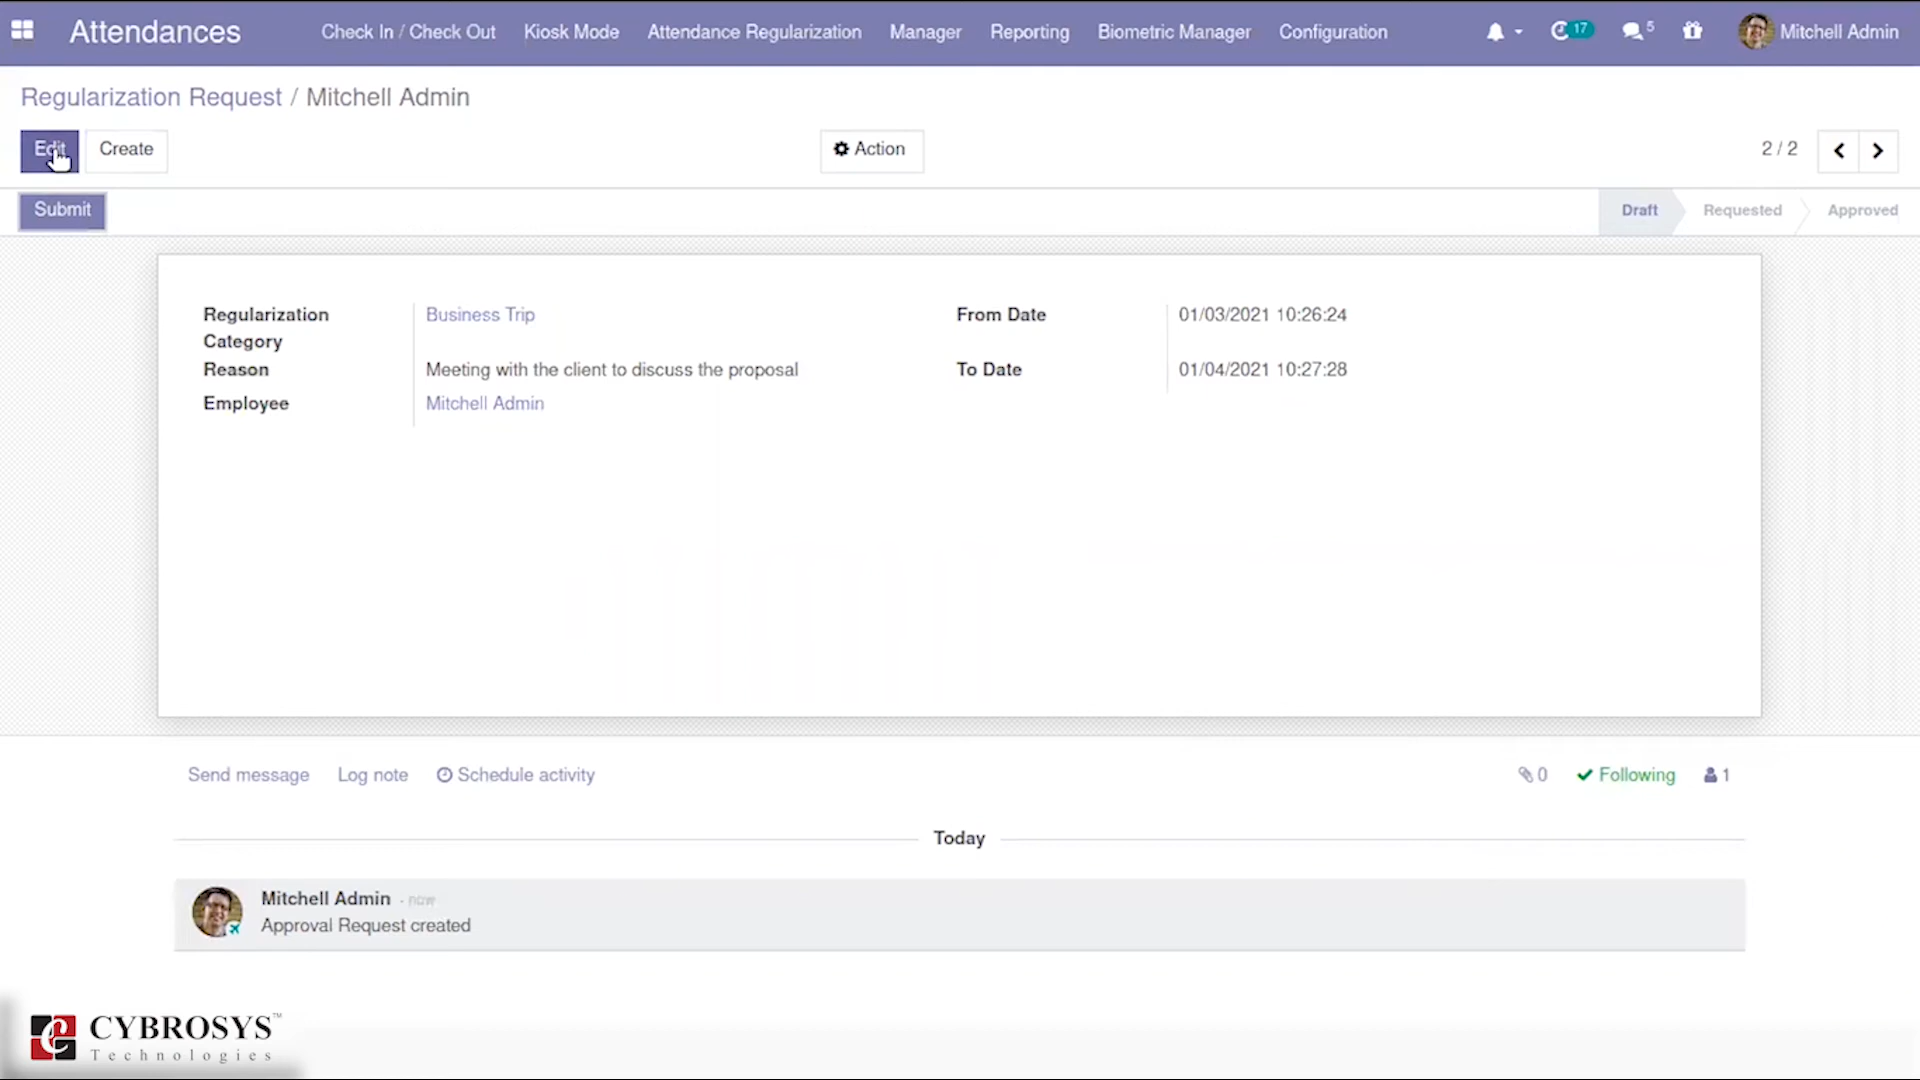 Attendances Check In / Check Out Kiosk Mode Attendance Regularization Manager Reporting Biometric Manager Configuration 17 5 Mitchell Admin
Regularization Request / Mitchell Admin
Edit Create Action 2 / 2
Submit Draft Requested Approved
Regularization Category Business Trip From Date 01/03/2021 10:26:24
Reason Meeting with the client to discuss the proposal To Date 01/04/2021 10:27:28
Employee Mitchell Admin
Send message Log note Schedule activity 0 Following 1
Today
Mitchell Admin - now
Approval Request created
CYBROSYS™
Technologies